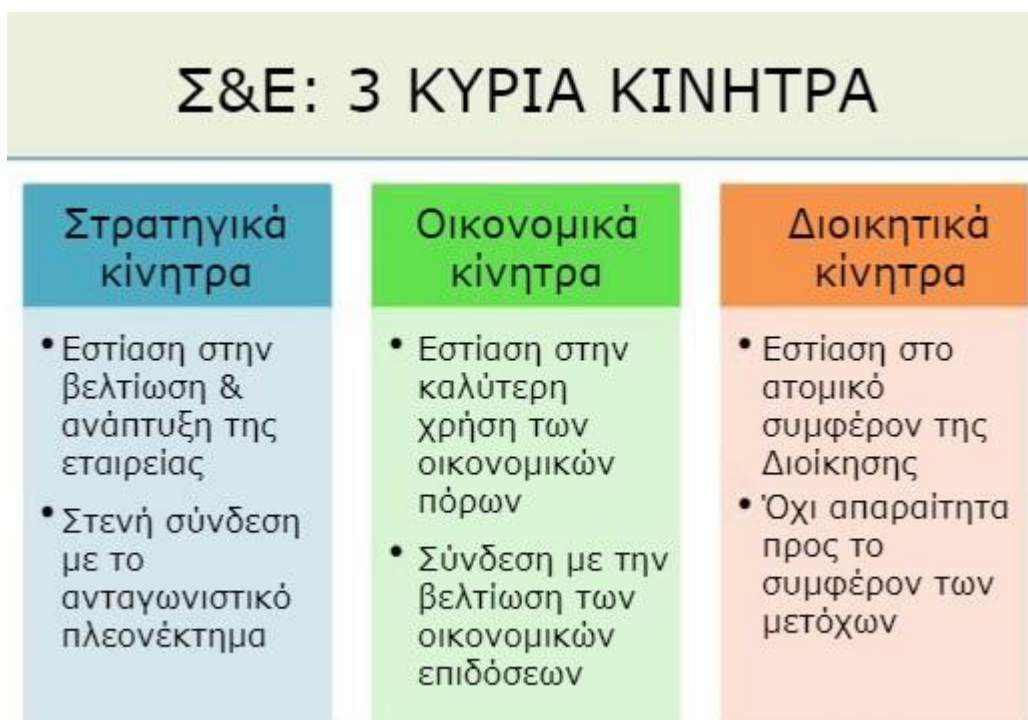 Σ&Ε: 3 ΚΥΡΙΑ ΚΙΝΗΤΡΑ
Στρατηγικά
κίνητρα
• Εστίαση στην
βελτίωση &
ανάπτυξη της
εταιρείας
• Στενή σύνδεση
με το
ανταγωνιστικό
πλεονέκτημα
Οικονομικά
κίνητρα
• Εστίαση στην
καλύτερη
χρήση των
οικονομικών
πόρων
• Σύνδεση με την
βελτίωση των
οικονομικών
επιδόσεων
Διοικητικά
κίνητρα
• Εστίαση στο
ατομικό
συμφέρον της
Διοίκησης
• Όχι απαραίτητα
προς το
συμφέρον των
μετόχων